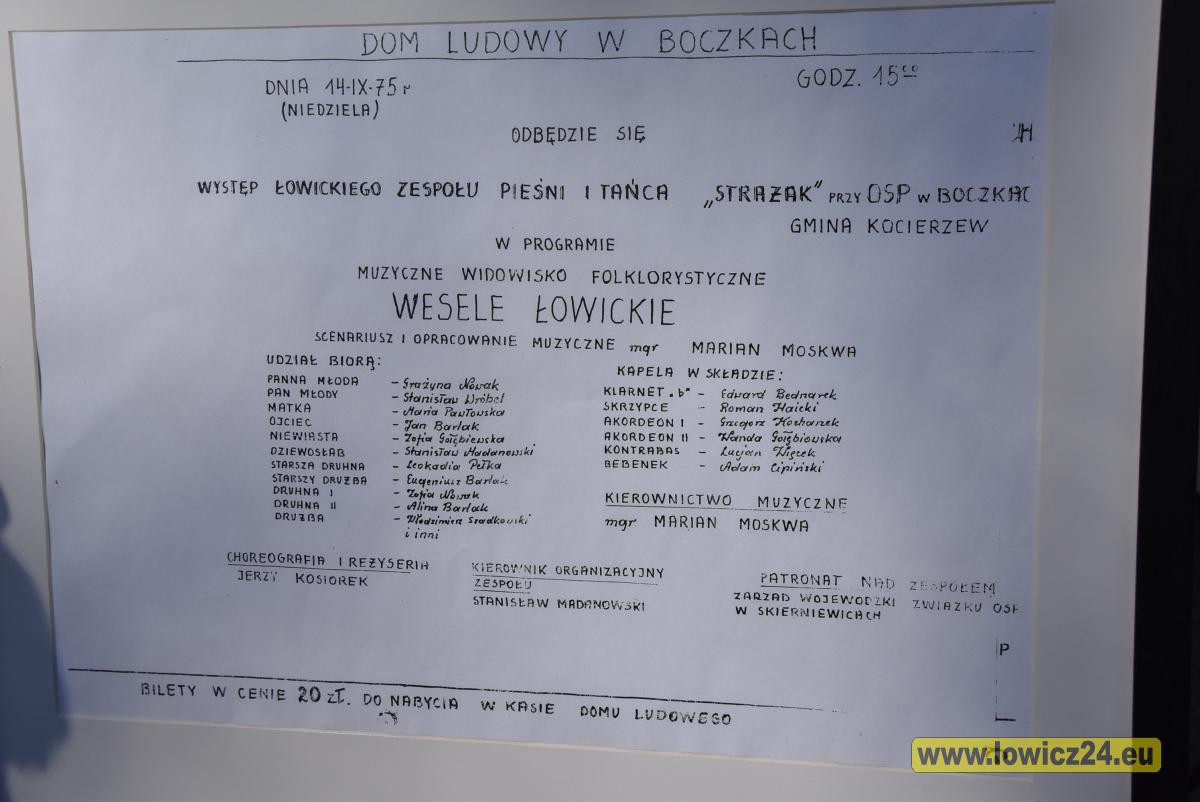 DOM LUDOWY W BOCZKACH
DNIA 14-IX-75 r
GODZ. 15⁰⁰
(NIEDZIELA)
ODBĘDZIE SIĘ
WYSTĘP ŁOWICKIEGO ZESPOŁU PIEŚNI I TAŃCA „STRAŻAK" PRZY OSP W BOCZKAC
GMINA KOCIERZEW
W PROGRAMIE
MUZYCZNE WIDOWISKO FOLKLORYSTYCZNE
WESELE ŁOWICKIE
SCENARIUSZ I OPRACOWANIE MUZYCZNE mgr MARIAN MOSKWA
UDZIAŁ BIORĄ:
PANNA MŁODA - Grażyna Nowak
PAN MŁODY - Stanisław Wróbel
MATKA - Maria Pawłowska
OJCIEC - Jan Barlak
NIEWIASTA - Zofia Gołębiewska
DZIEWOSŁĄB - Stanisław Madanowski
STARSZA DRUHNA - Leokadia Pełka
STARSZY DRUŻBA - Eugeniusz Barlak
DRUHNA I - Zofia Nowak
DRUHNA II - Alina Barlak
DRUŻBA - Włodzimierz Szadkowski
i inni
KAPELA W SKŁADZIE:
KLARNET „b" - Edward Bednarek
SKRZYPCE - Roman
AKORDEON I - Grzegorz Kochanek
AKORDEON II - Wanda Gołębiowska
KONTRABAS - Lucjan Więcek
BĘBENEK - Adam Lipiński
KIEROWNICTWO MUZYCZNE
mgr MARIAN MOSKWA
CHOREOGRAFIA I REŻYSERIA
JERZY KOSIOREK
KIEROWNIK ORGANIZACYJNY
ZESPOŁU
STANISŁAW MADANOWSKI
PATRONAT NAD ZESPOŁEM
ZARZĄD WOJEWÓDZKI ZWIĄZKU OSP
W SKIERNIEWICACH
P
BILETY W CENIE 20 ZŁ. DO NABYCIA W KASIE DOMU LUDOWEGO
www.lowicz24.eu